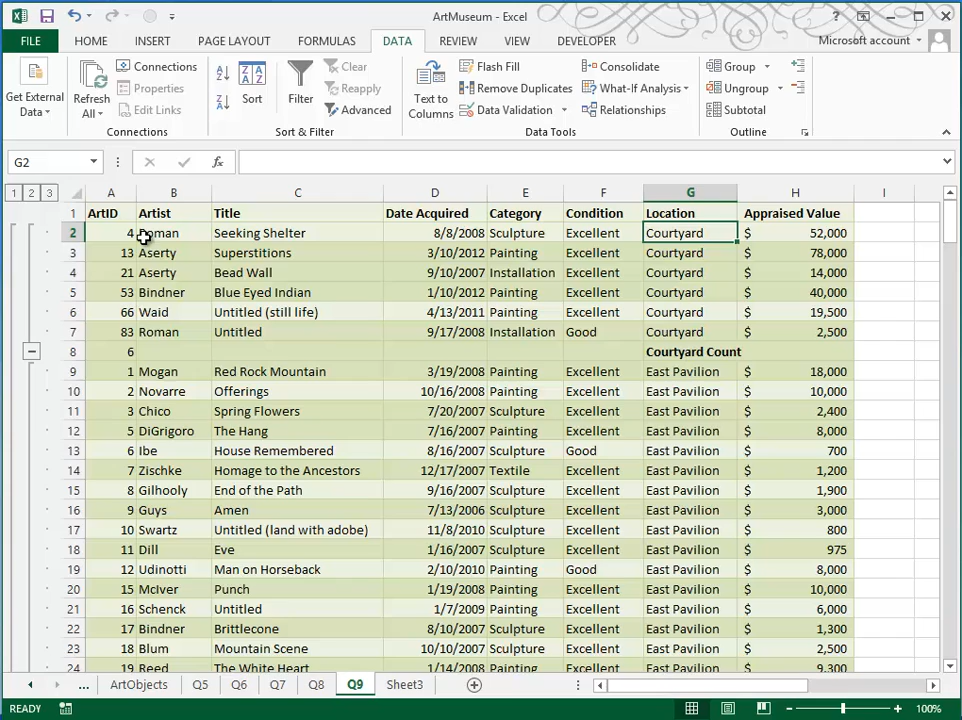 ArtMuseum - Excel
FILE HOME INSERT PAGE LAYOUT FORMULAS DATA REVIEW VIEW DEVELOPER Microsoft account
Get External Data
Refresh All
Connections
Properties
Edit Links
Connections
Sort
Filter
Clear
Reapply
Advanced
Sort & Filter
Text to Columns
Flash Fill
Remove Duplicates
Data Validation
Consolidate
What-If Analysis
Relationships
Data Tools
Group
Ungroup
Subtotal
Outline
G2 fx
1 2 3 A B C D E F G H I
1 ArtID Artist Title Date Acquired Category Condition Location Appraised Value
2 4 Roman Seeking Shelter 8/8/2008 Sculpture Excellent Courtyard $ 52,000
3 13 Aserty Superstitions 3/10/2012 Painting Excellent Courtyard $ 78,000
4 21 Aserty Bead Wall 9/10/2007 Installation Excellent Courtyard $ 14,000
5 53 Bindner Blue Eyed Indian 1/10/2012 Painting Excellent Courtyard $ 40,000
6 66 Waid Untitled (still life) 4/13/2011 Painting Excellent Courtyard $ 19,500
7 83 Roman Untitled 9/17/2008 Installation Good Courtyard $ 2,500
8 6 Courtyard Count
9 1 Mogan Red Rock Mountain 3/19/2008 Painting Excellent East Pavilion $ 18,000
10 2 Novarre Offerings 10/16/2008 Painting Excellent East Pavilion $ 10,000
11 3 Chico Spring Flowers 7/20/2007 Sculpture Excellent East Pavilion $ 2,400
12 5 DiGrigoro The Hang 7/16/2007 Painting Excellent East Pavilion $ 8,000
13 6 Ibe House Remembered 8/16/2007 Sculpture Good East Pavilion $ 700
14 7 Zischke Homage to the Ancestors 12/17/2007 Textile Excellent East Pavilion $ 1,200
15 8 Gilhooly End of the Path 9/16/2007 Sculpture Excellent East Pavilion $ 1,900
16 9 Guys Amen 7/13/2006 Sculpture Excellent East Pavilion $ 3,000
17 10 Swartz Untitled (land with adobe) 11/8/2010 Sculpture Excellent East Pavilion $ 800
18 11 Dill Eve 1/16/2007 Sculpture Excellent East Pavilion $ 975
19 12 Udinotti Man on Horseback 2/10/2010 Painting Good East Pavilion $ 8,000
20 15 McIver Punch 1/19/2008 Painting Excellent East Pavilion $ 10,000
21 16 Schenck Untitled 1/7/2009 Painting Excellent East Pavilion $ 6,000
22 17 Bindner Brittlecone 8/10/2007 Painting Excellent East Pavilion $ 1,300
23 18 Blum Mountain Scene 10/10/2007 Painting Excellent East Pavilion $ 2,500
24 19 Reed The White Heart 1/14/2008 Painting Excellent East Pavilion $ 9,300
... ArtObjects Q5 Q6 Q7 Q8 Q9 Sheet3
READY 100%